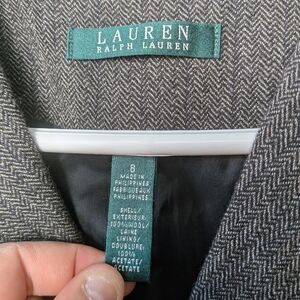 LAUREN
RALPH LAUREN
8
MADE IN
PHILIPPINES
FABRIQUE AUX
PHILIPPINES
SHELL/
EXTERIEUR:
100% WOOL/
LAINE
LINING/
DOUBLURE:
100%
ACETATE/
ACETATE